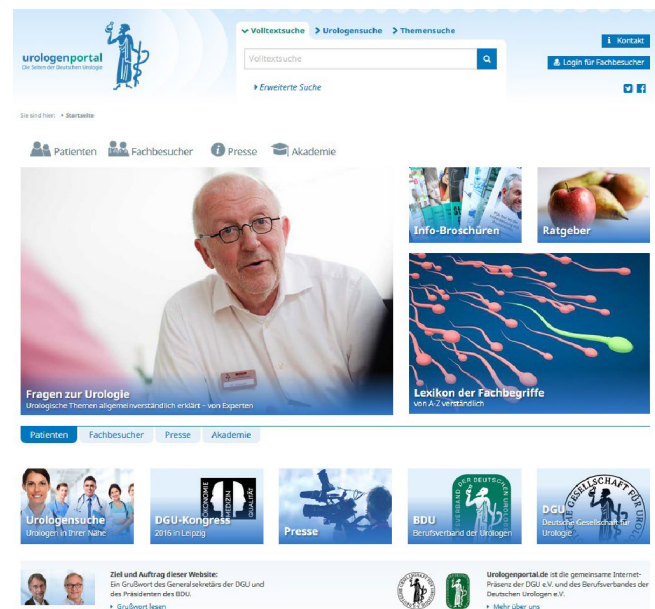 urologenportal
Die Seiten der Deutschen Urologie
Volltextsuche
Urologensuche
Themensuche
Volltextsuche
Erweiterte Suche
Kontakt
Login für Fachbesucher
Sie sind hier: Startseite
Patienten
Fachbesucher
Presse
Akademie
Info-Broschüren
Ratgeber
Fragen zur Urologie
Urologische Themen allgemeinverständlich erklärt – von Experten
Lexikon der Fachbegriffe
von A-Z verständlich
Patienten
Fachbesucher
Presse
Akademie
Urologensuche
Urologen in Ihrer Nähe
ÖKONOMIE
MEDIZIN
QUALITÄT
DGU-Kongress
2016 in Leipzig
Presse
BDU
Berufsverband der Urologen
DGU
Deutsche Gesellschaft für
Urologie
Ziel und Auftrag dieser Website:
Ein Grußwort des Generalsekretärs der DGU und
des Präsidenten des BDU.
Grußwort lesen
Urologenportal.de ist die gemeinsame Internet-
Präsenz der DGU e.V. und des Berufsverbandes der
Deutschen Urologen e.V.
Mehr über uns